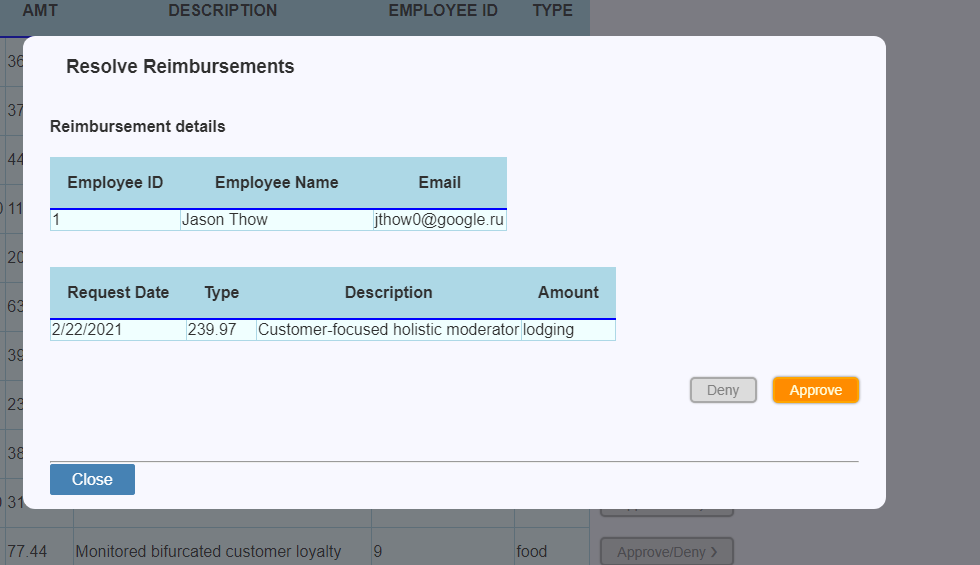 AMT DESCRIPTION EMPLOYEE ID TYPE
Resolve Reimbursements
Reimbursement details
Employee ID Employee Name Email
1 Jason Thow jthow0@google.ru
Request Date Type Description Amount
2/22/2021 239.97 Customer-focused holistic moderator lodging
Deny Approve
Close
77.44 Monitored bifurcated customer loyalty 9 food Approve/Deny >